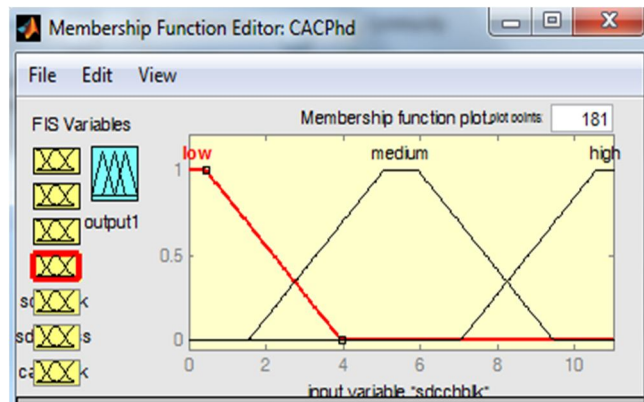 Membership Function Editor: CACPhd
File Edit View
FIS Variables
Membership function plots plot points: 181
output1
low medium high
1
0.5
0
0 2 4 6 8 10
input variable "sdcchblk"